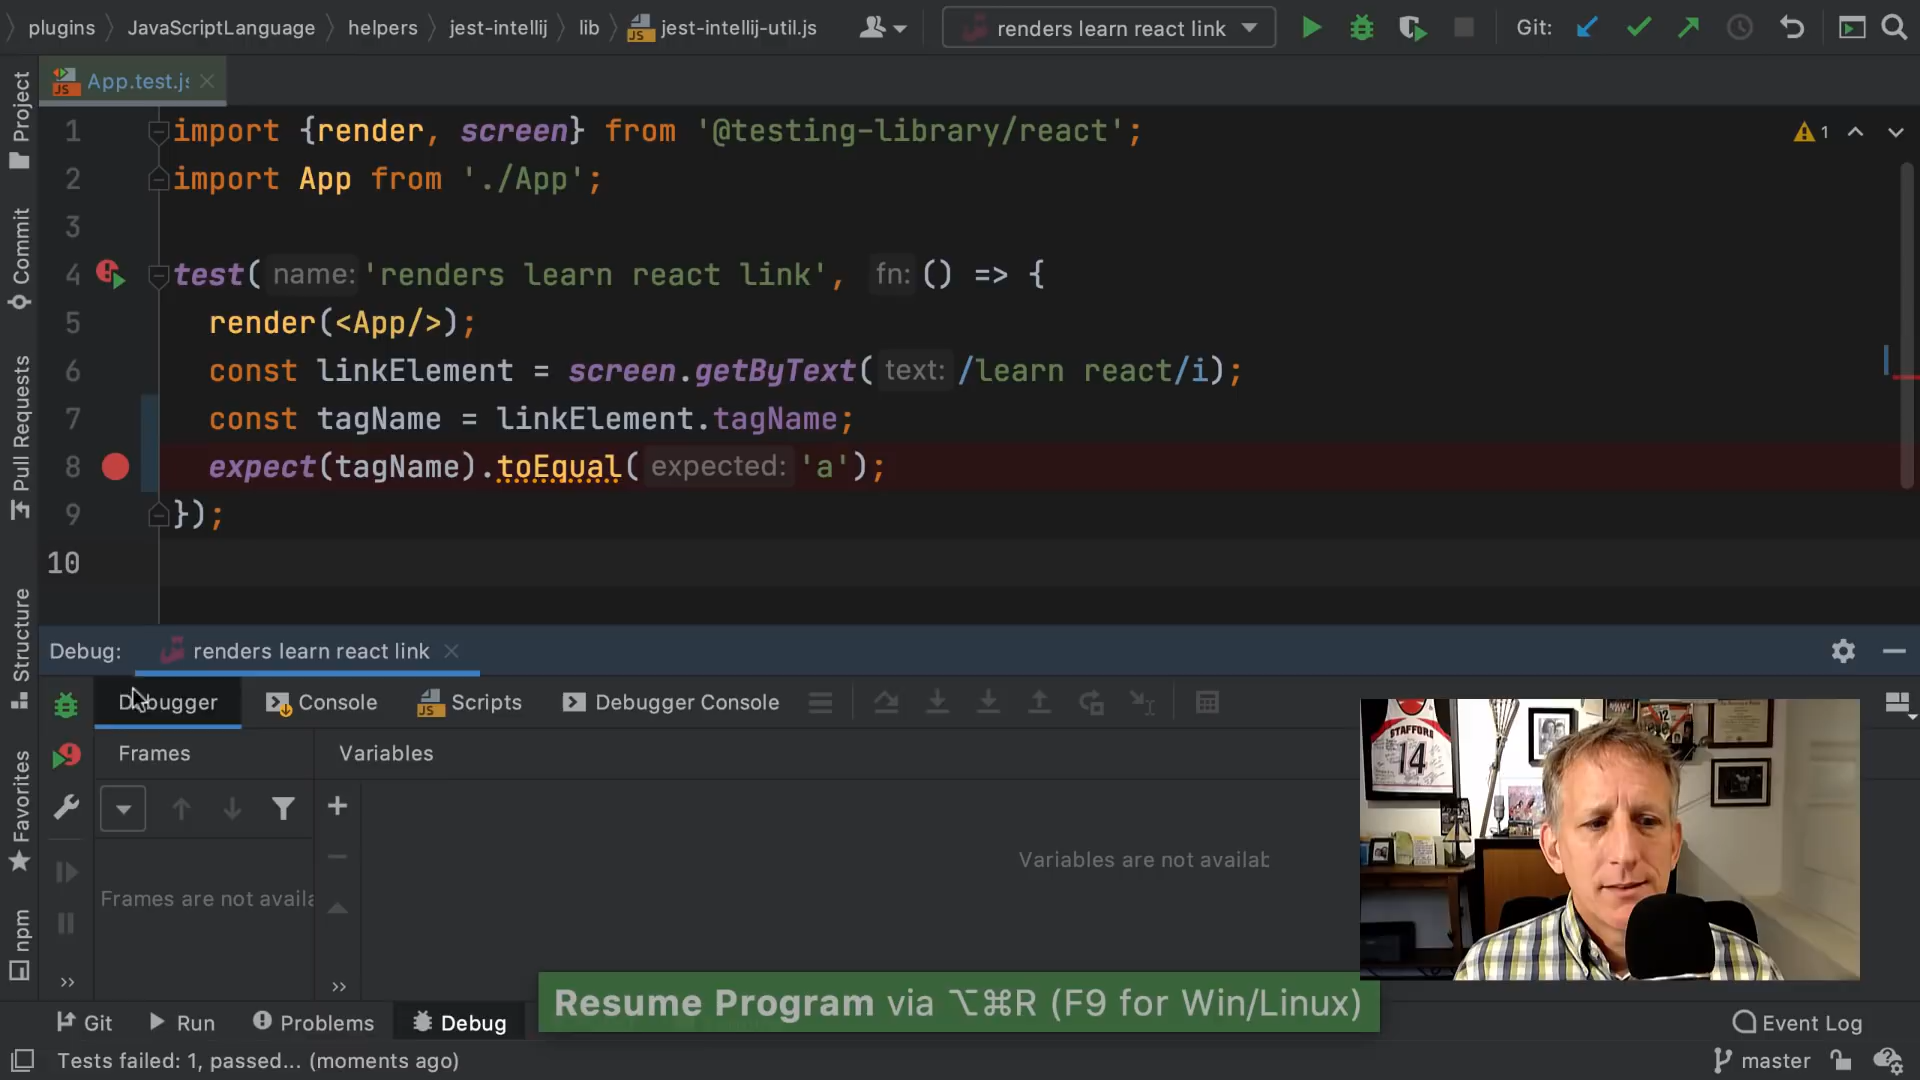 plugins JavaScriptLanguage helpers jest-intellij lib jest-intellij-util.js renders learn react link Git:
App.test.js
1 import {render, screen} from '@testing-library/react'; 1
2 import App from './App';
3
4 test( name: 'renders learn react link', fn: () => {
5 render(<App/>);
6 const linkElement = screen.getByText( text: /learn react/i);
7 const tagName = linkElement.tagName;
8 expect(tagName).toEqual( expected: 'a');
9 });
10
Project
Commit
Pull Requests
Structure
Favorites
npm
Debug: renders learn react link
Debugger Console Scripts Debugger Console
Frames Variables
Variables are not availab
Frames are not availa
STAFFORS
14
12
Resume Program via ⌥⌘R (F9 for Win/Linux)
Git Run Problems Debug Event Log
Tests failed: 1, passed... (moments ago) master